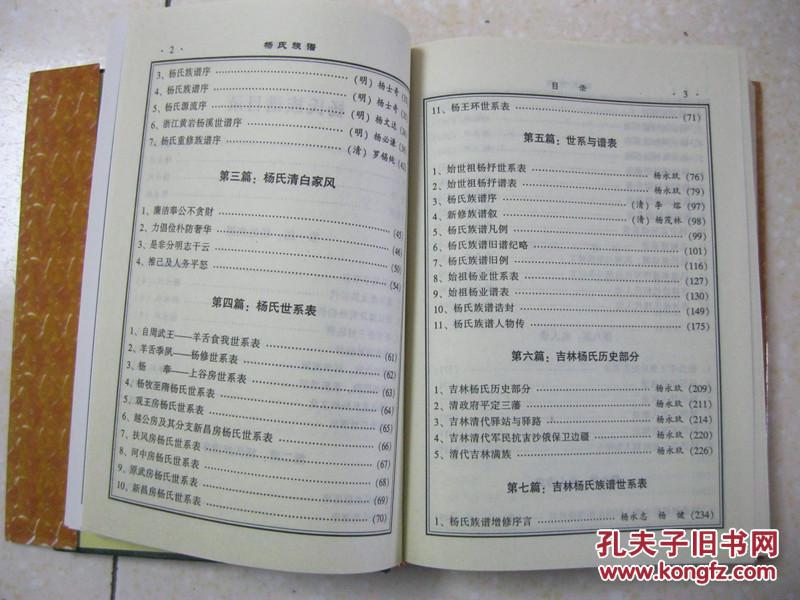 · 2 ·
杨氏族谱
3、杨氏族谱序 (明) 杨士奇
4、杨氏族谱序 (明) 杨士奇
5、杨氏源流序 (明) 杨文达
6、浙江黄岩杨溪世谱序 (明) 杨必谦
7、杨氏重修族谱序 (清) 罗锡纯
第三篇：杨氏清白家风
1、廉洁奉公不贪财 (45)
2、力倡俭朴防奢华 (48)
3、是非分明志干云 (50)
4、推己及人务平恕 (54)
第四篇：杨氏世系表
1、自周武王——羊舌食我世系表 (61)
2、羊舌季夙——杨修世系表 (62)
3、杨 奉——上谷房世系表 (63)
4、杨牧至隋杨氏世系表 (64)
5、观王房杨氏世系表 (65)
6、越公房及其分支新昌房杨氏世系表 (66)
7、扶风房杨氏世系表 (67)
8、河中房杨氏世系表 (68)
9、原武房杨氏世系表 (69)
10、新昌房杨氏世系表 (70)
目 录
· 3 ·
11、杨王环世系表 (71)
第五篇：世系与谱表
1、始世祖杨抒世系表 杨永玖 (76)
2、始世祖杨抒谱表 杨永玖 (79)
3、杨氏族谱序 (清) 李 熔 (97)
4、新修族谱叙 (清) 杨茂林 (98)
5、杨氏族谱凡例 (99)
6、杨氏族谱旧谱纪略 (101)
7、杨氏族谱旧例 (116)
8、始祖杨业世系表 (127)
9、始祖杨业谱表 (130)
10、杨氏族谱诰封 (149)
11、杨氏族谱人物传 (175)
第六篇：吉林杨氏历史部分
1、吉林杨氏历史部分 杨永玖 (209)
2、清政府平定三藩 杨永玖 (211)
3、吉林清代驿站与驿路 杨永玖 (214)
4、吉林清代军民抗击沙俄保卫边疆 杨永玖 (220)
5、清代吉林满族 杨永玖 (226)
第七篇：吉林杨氏族谱世系表
1、杨氏族谱增修序言 杨永志 杨 健 (234)
孔夫子旧书网
www.kongfz.com